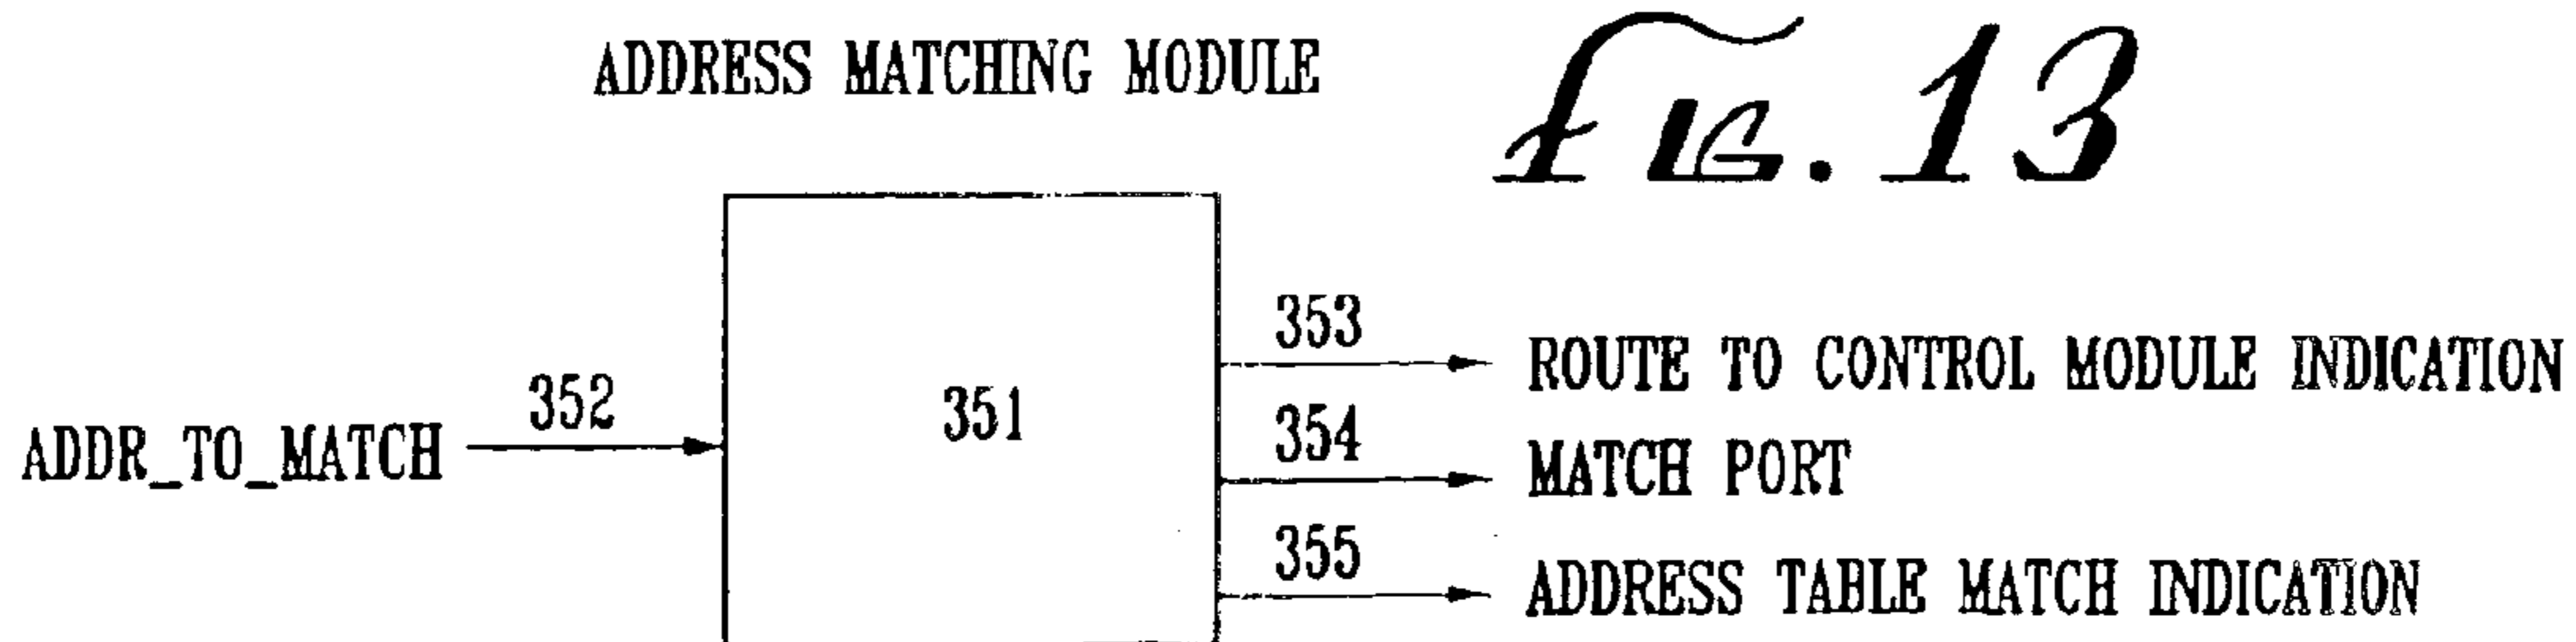 ADDRESS MATCHING MODULE
FIG. 13
353
ROUTE TO CONTROL MODULE INDICATION
352
351
354
ADDR_TO_MATCH
MATCH PORT
355
ADDRESS TABLE MATCH INDICATION